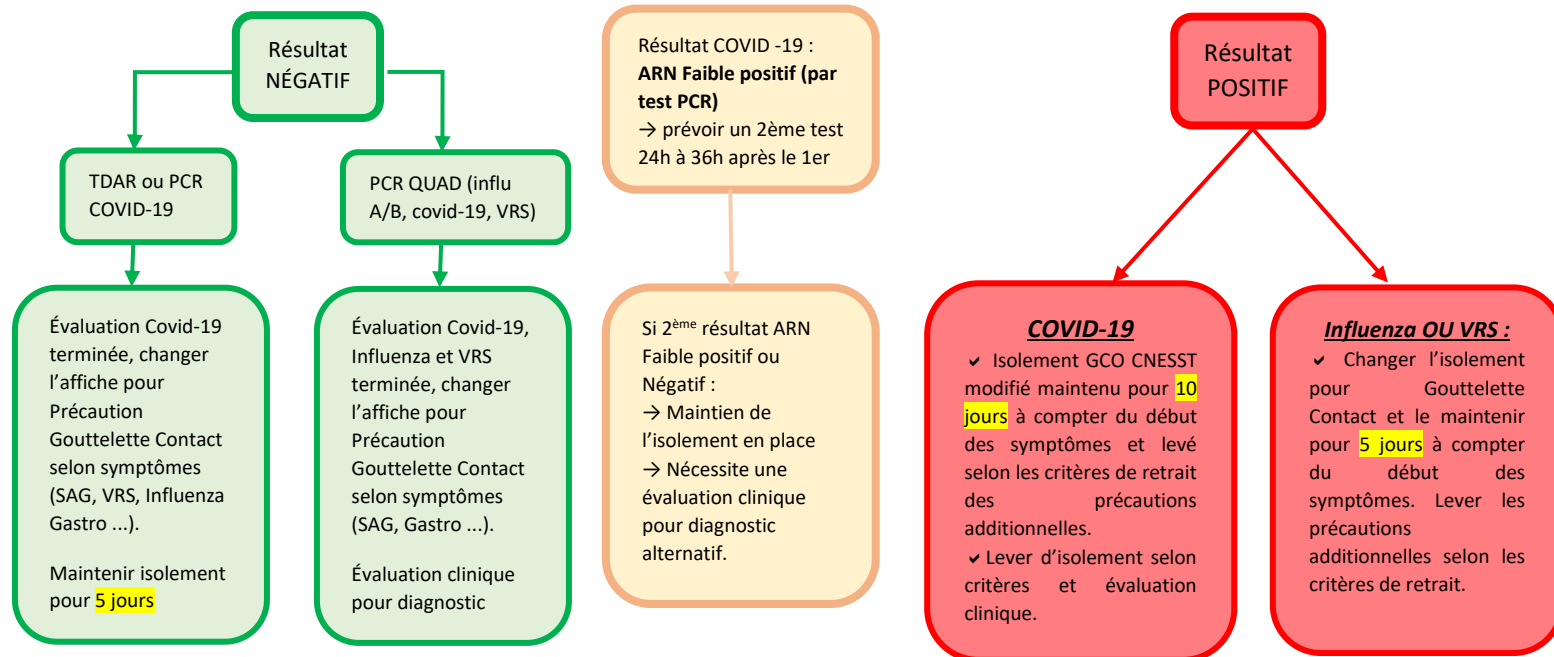 Résultat
NÉGATIF
TDAR ou PCR
COVID-19
PCR QUAD (influ
A/B, covid-19, VRS)
Évaluation Covid-19
terminée, changer
l’affiche pour
Précaution
Gouttelette Contact
selon symptômes
(SAG, VRS, Influenza
Gastro ...).
Maintenir isolement
pour 5 jours
Évaluation Covid-19,
Influenza et VRS
terminée, changer
l’affiche pour
Précaution
Gouttelette Contact
selon symptômes
(SAG, Gastro ...).
Évaluation clinique
pour diagnostic
Résultat COVID -19 :
ARN Faible positif (par
test PCR)
→ prévoir un 2ème test
24h à 36h après le 1er
Si 2ème résultat ARN
Faible positif ou
Négatif :
→ Maintien de
l’isolement en place
→ Nécessite une
évaluation clinique
pour diagnostic
alternatif.
Résultat
POSITIF
COVID-19
✓ Isolement GCO CNESST
modifié maintenu pour 10
jours à compter du début
des symptômes et levé
selon les critères de retrait
des précautions
additionnelles.
✓ Lever d’isolement selon
critères et évaluation
clinique.
Influenza OU VRS :
✓ Changer l’isolement
pour Gouttelette
Contact et le maintenir
pour 5 jours à compter
du début des
symptômes. Lever les
précautions
additionnelles selon les
critères de retrait.